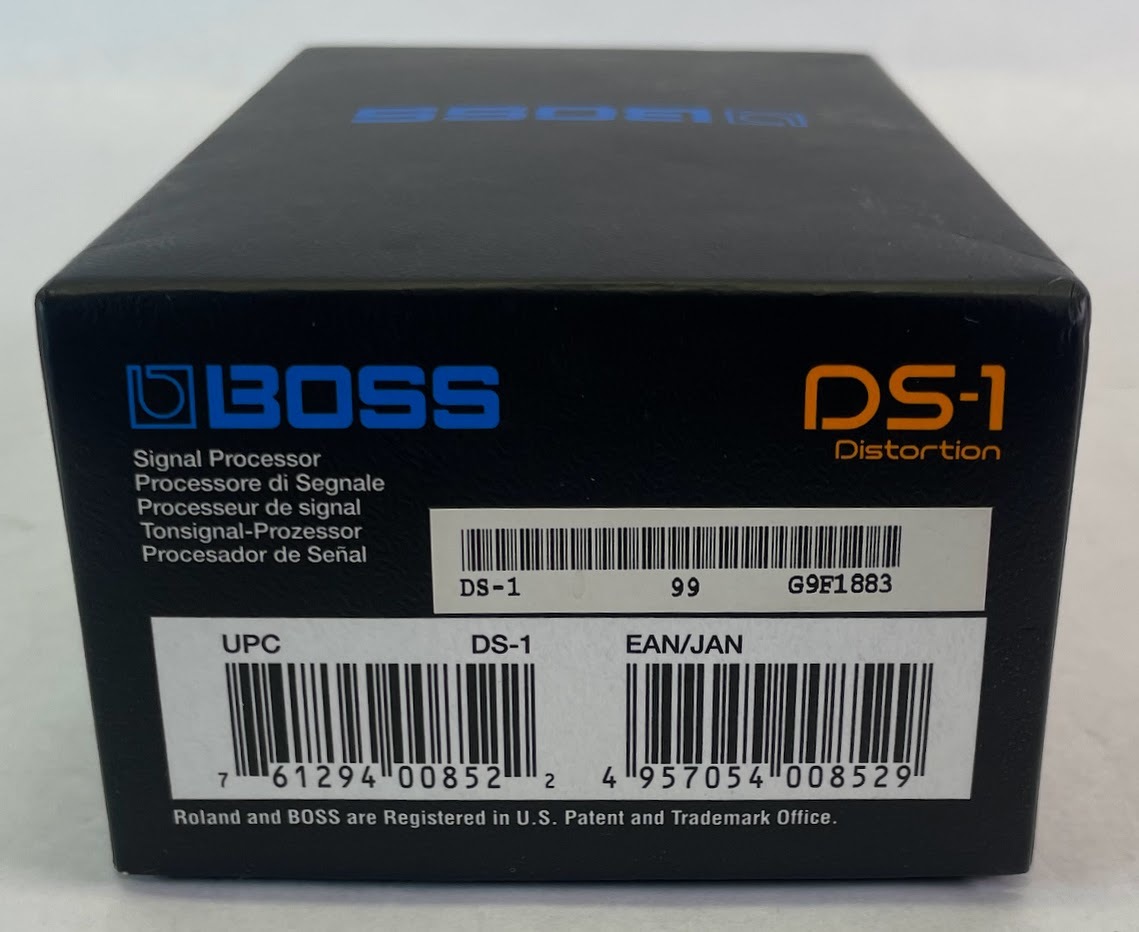 BOSS
BOSS
DS-1
Distortion
Signal Processor
Processore di Segnale
Processeur de signal
Tonsignal-Prozessor
Procesador de Señal
DS-1 99 G9F1883
UPC DS-1 EAN/JAN
7 61294 00852 2 4 957054 008529
Roland and BOSS are Registered in U.S. Patent and Trademark Office.